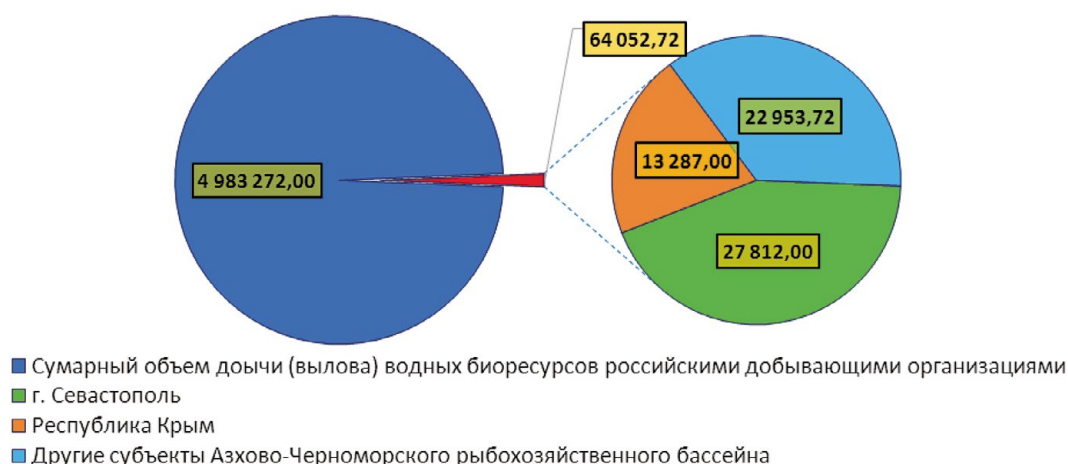 64 052,72
4 983 272,00
22 953,72
13 287,00
27 812,00
Сумарный объем доычи (вылова) водных биоресурсов российскими добывающими организациями
г. Севастополь
Республика Крым
Другие субъекты Азхово-Черноморского рыбохозяйственного бассейна